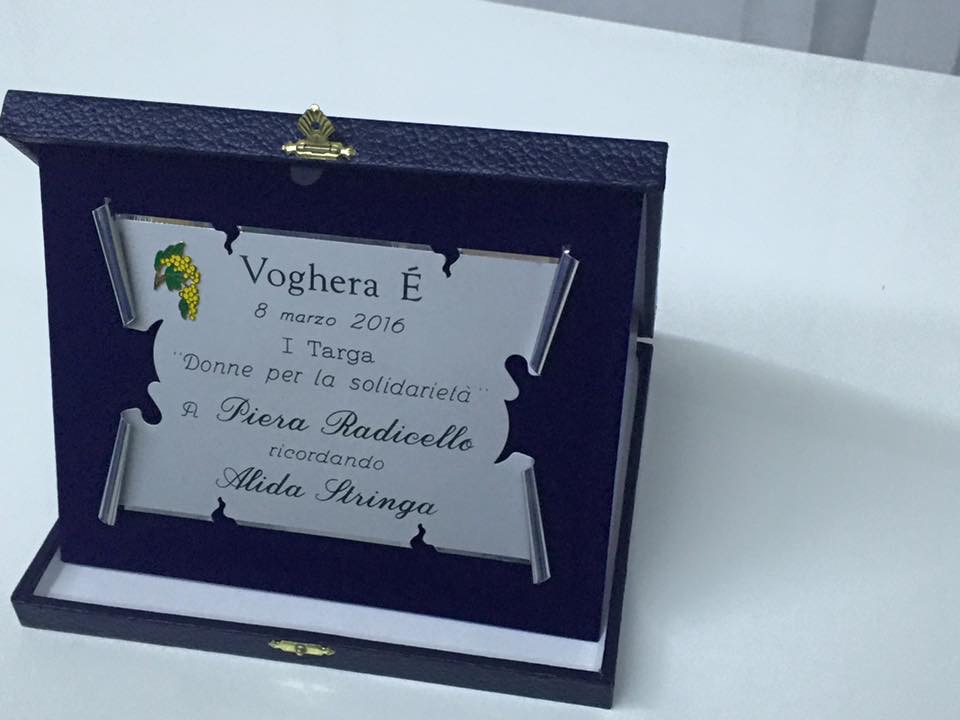 Voghera É
8 marzo 2016
I Targa
"Donne per la solidarietà"
A Piera Radicello
ricordando
Alida Stringa